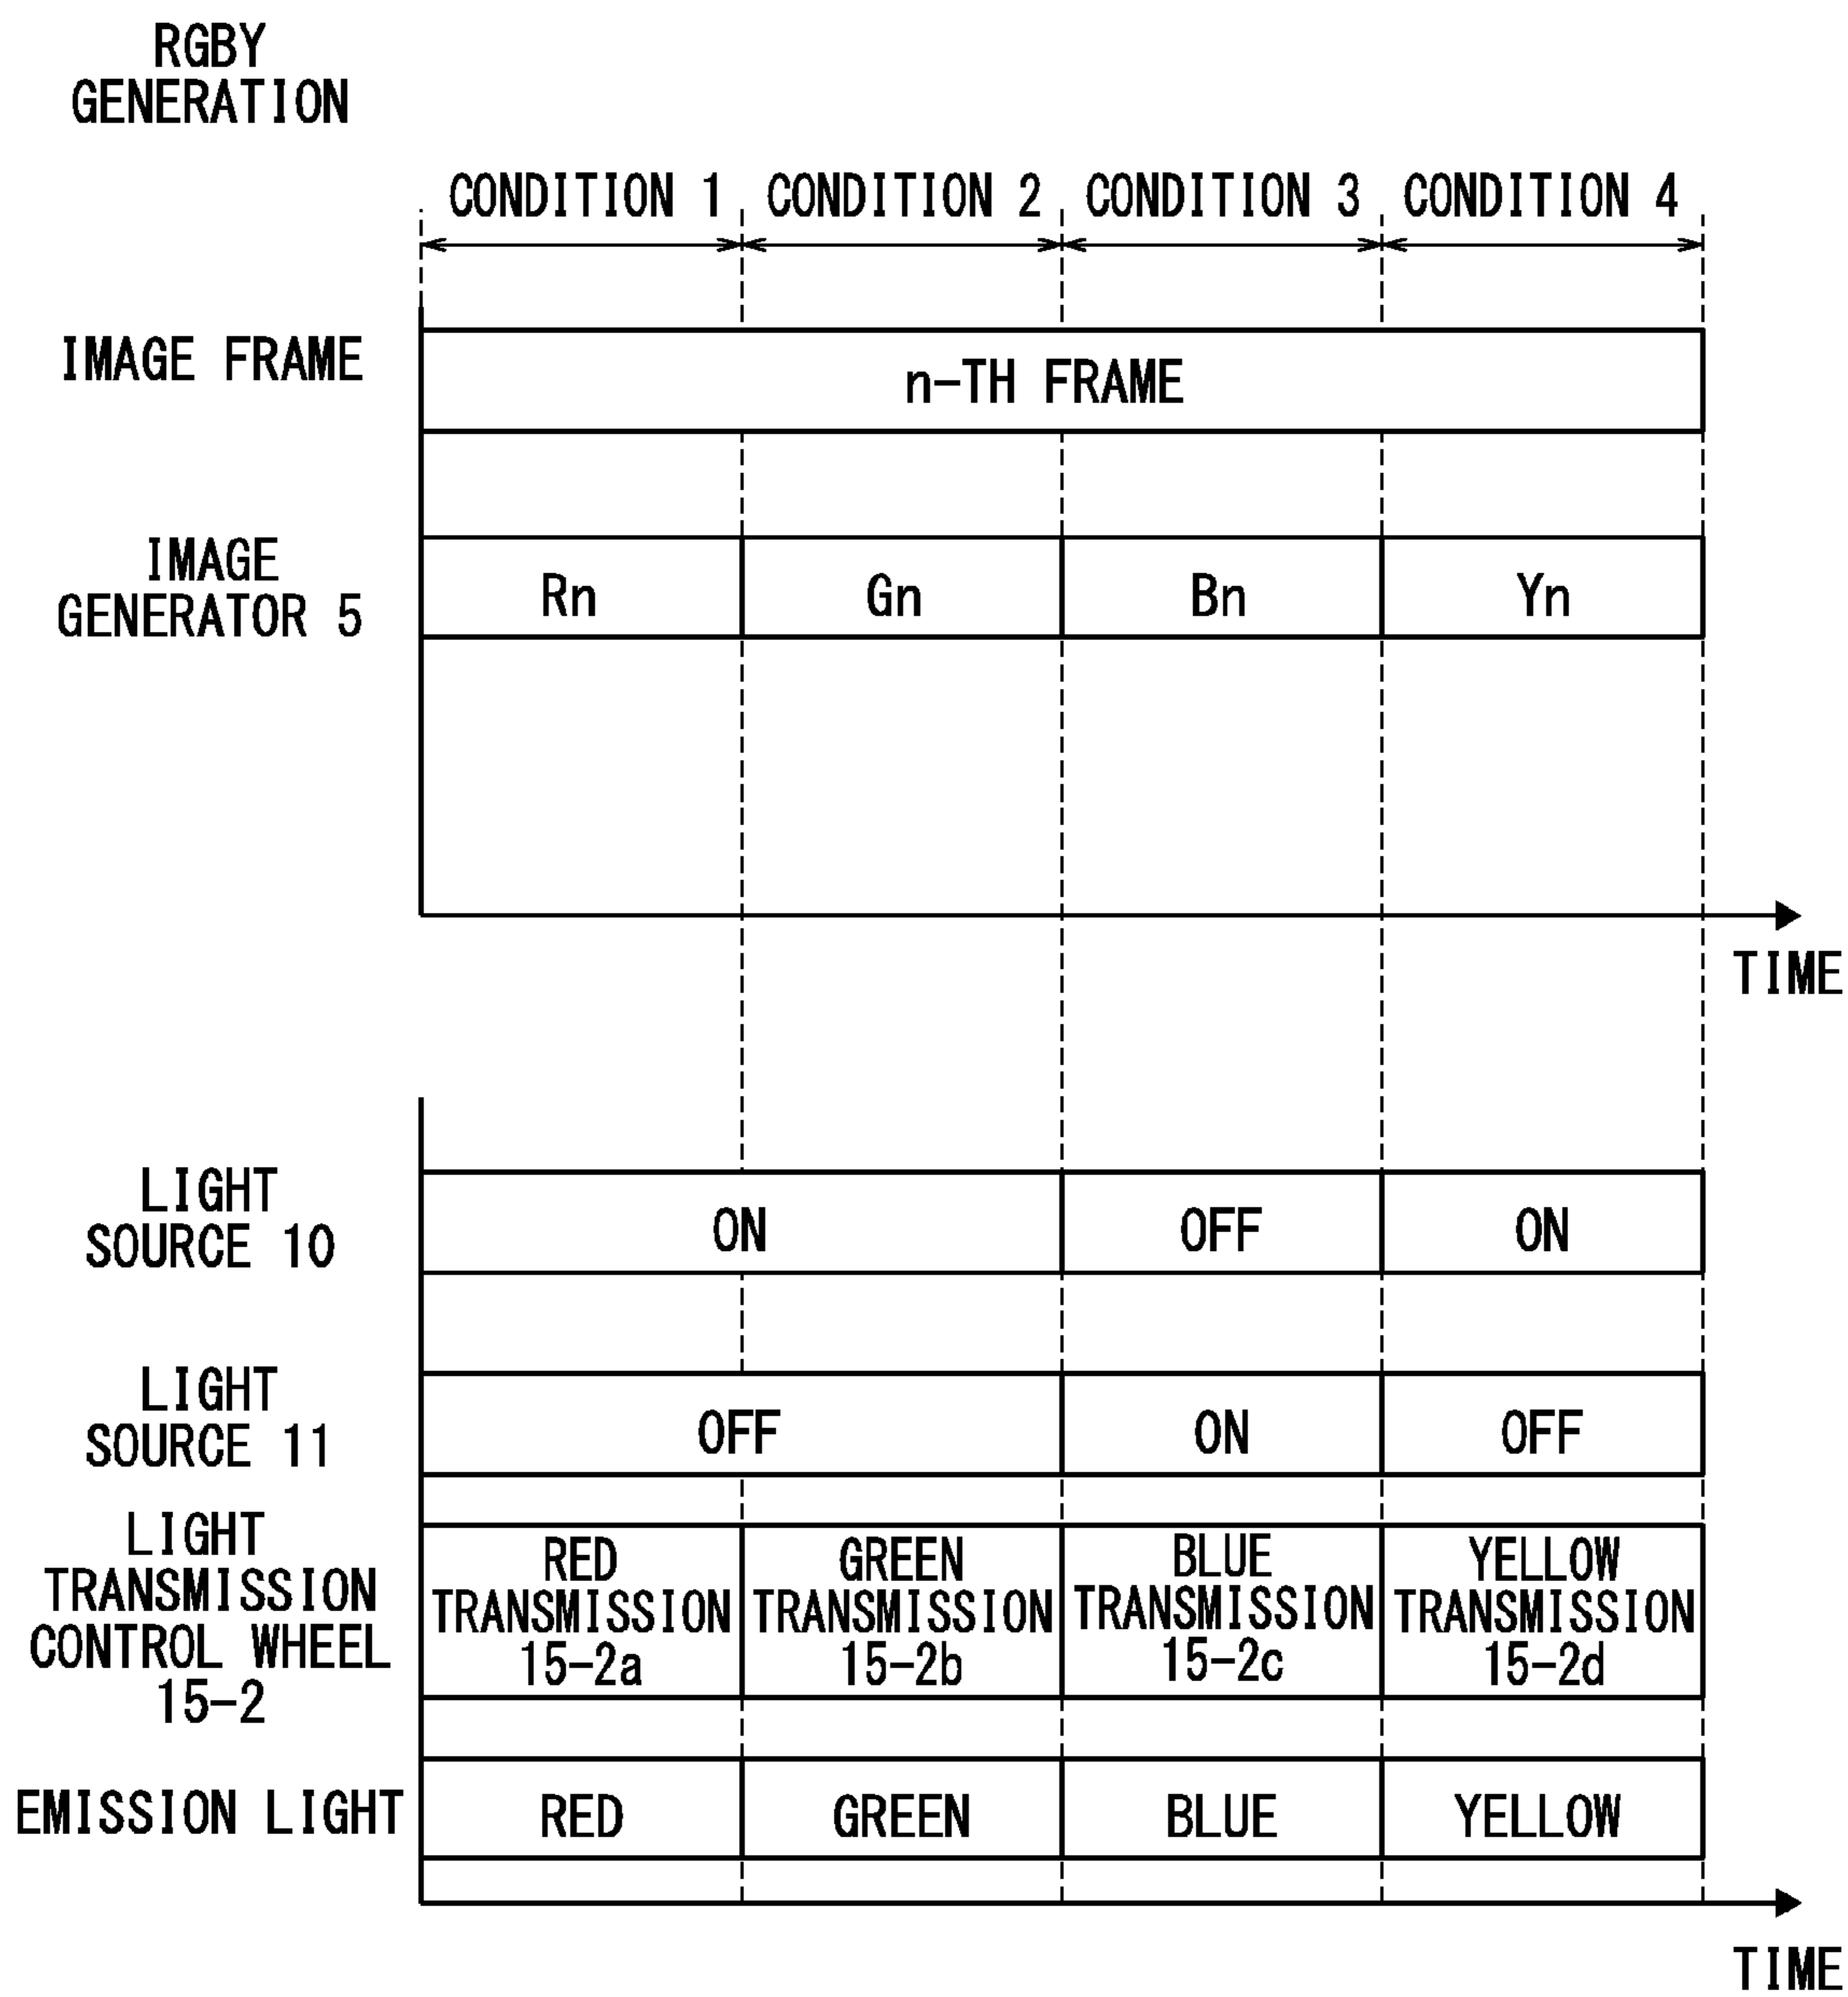 RGBY
GENERATION
CONDITION 1 CONDITION 2 CONDITION 3 CONDITION 4
IMAGE FRAME
n-TH FRAME
IMAGE
GENERATOR 5
Rn Gn Bn Yn
TIME
LIGHT
SOURCE 10
ON OFF ON
LIGHT
SOURCE 11
OFF ON OFF
LIGHT
TRANSMISSION
CONTROL WHEEL
15-2
RED
TRANSMISSION
15-2a
GREEN
TRANSMISSION
15-2b
BLUE
TRANSMISSION
15-2c
YELLOW
TRANSMISSION
15-2d
EMISSION LIGHT
RED GREEN BLUE YELLOW
TIME